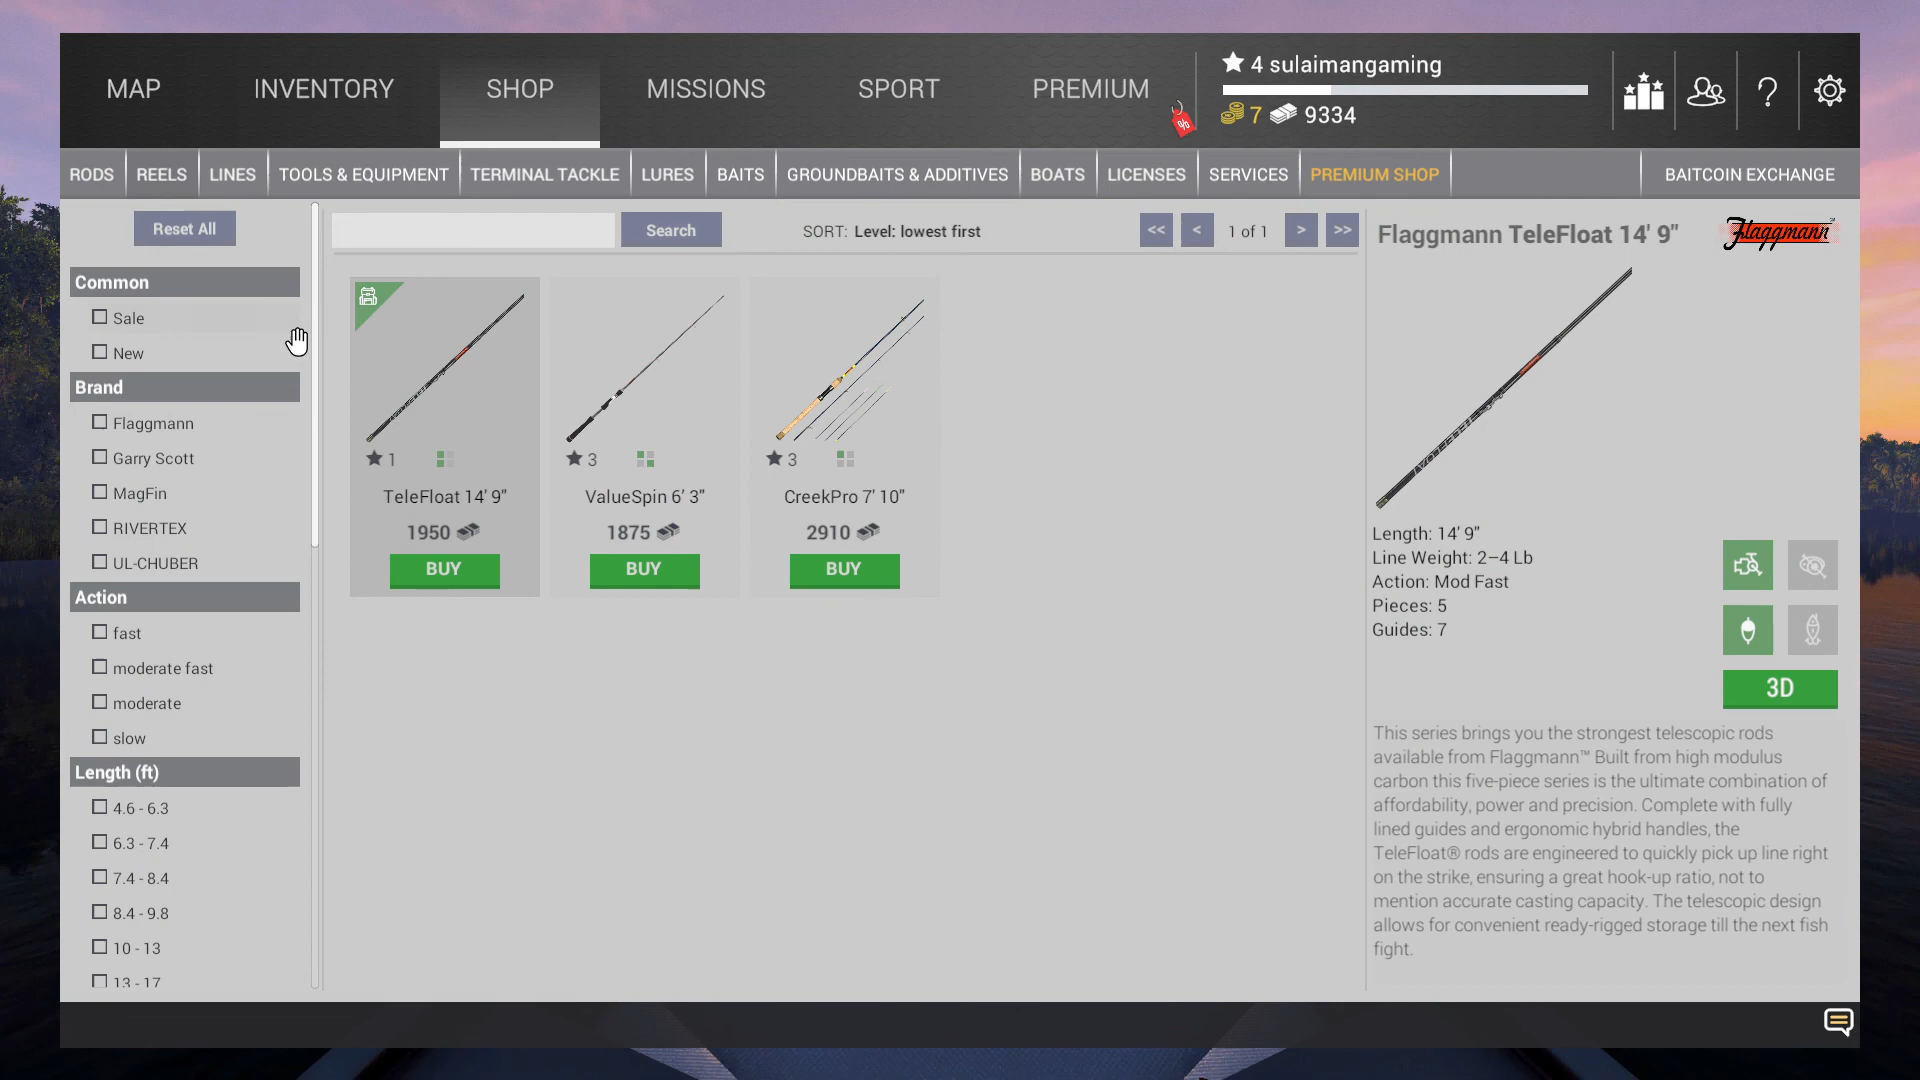 MAP
INVENTORY
SHOP
MISSIONS
SPORT
PREMIUM
%
4 sulaimangaming
7 9334
?
RODS
REELS
LINES
TOOLS & EQUIPMENT
TERMINAL TACKLE
LURES
BAITS
GROUNDBAITS & ADDITIVES
BOATS
LICENSES
SERVICES
PREMIUM SHOP
BAITCOIN EXCHANGE
Reset All
Common
Sale
New
Brand
Flaggmann
Garry Scott
MagFin
RIVERTEX
UL-CHUBER
Action
fast
moderate fast
moderate
slow
Length (ft)
4.6 - 6.3
6.3 - 7.4
7.4 - 8.4
8.4 - 9.8
10 - 13
13 - 17
Search
SORT: Level: lowest first
<< < 1 of 1 > >>
1
TeleFloat 14' 9"
1950
BUY
3
ValueSpin 6' 3"
1875
BUY
3
CreekPro 7' 10"
2910
BUY
Flaggmann TeleFloat 14' 9"
Flaggmann
Length: 14' 9"
Line Weight: 2–4 Lb
Action: Mod Fast
Pieces: 5
Guides: 7
3D
This series brings you the strongest telescopic rods
available from Flaggmann™ Built from high modulus
carbon this five-piece series is the ultimate combination of
affordability, power and precision. Complete with fully
lined guides and ergonomic hybrid handles, the
TeleFloat® rods are engineered to quickly pick up line right
on the strike, ensuring a great hook-up ratio, not to
mention accurate casting capacity. The telescopic design
allows for convenient ready-rigged storage till the next fish
fight.